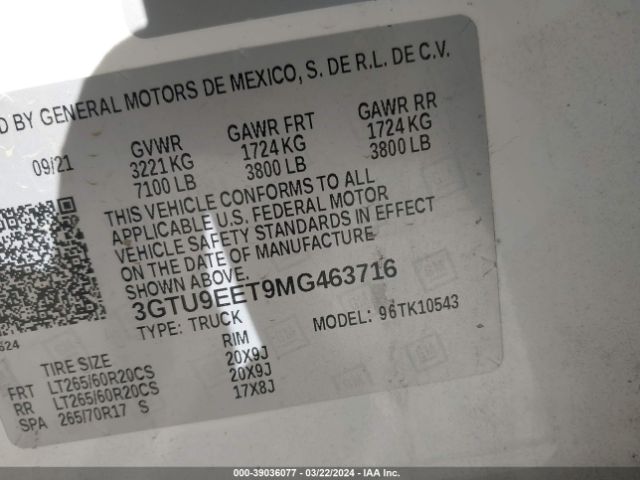 D BY GENERAL MOTORS DE MEXICO, S. DE R.L. DE C.V.
09/21 GVWR GAWR FRT GAWR RR
3221 KG 1724 KG 1724 KG
7100 LB 3800 LB 3800 LB
THIS VEHICLE CONFORMS TO ALL
APPLICABLE U.S. FEDERAL MOTOR
VEHICLE SAFETY STANDARDS IN EFFECT
ON THE DATE OF MANUFACTURE
SHOWN ABOVE.
3GTU9EET9MG463716
TYPE: TRUCK MODEL: 96TK10543
624
TIRE SIZE RIM
FRT LT265/60R20CS 20X9J
RR LT265/60R20CS 20X9J
SPA 265/70R17 S 17X8J
000-39036077 - 03/22/2024 - IAA Inc.